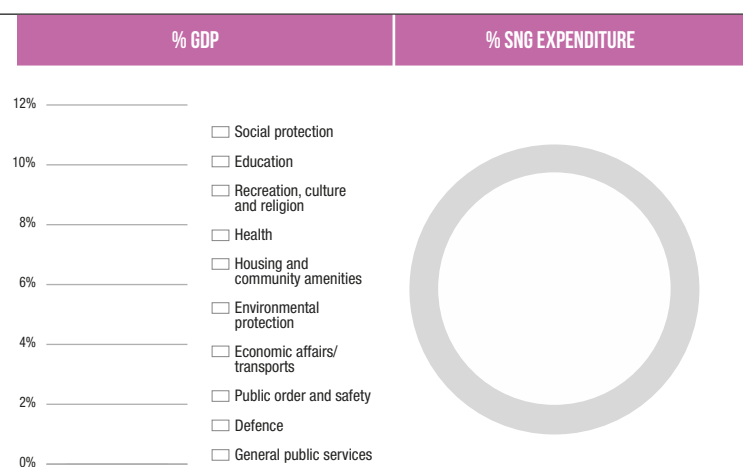 % GDP
% SNG EXPENDITURE
12%
10%
8%
6%
4%
2%
0%
Social protection
Education
Recreation, culture
and religion
Health
Housing and
community amenities
Environmental
protection
Economic affairs/
transports
Public order and safety
Defence
General public services